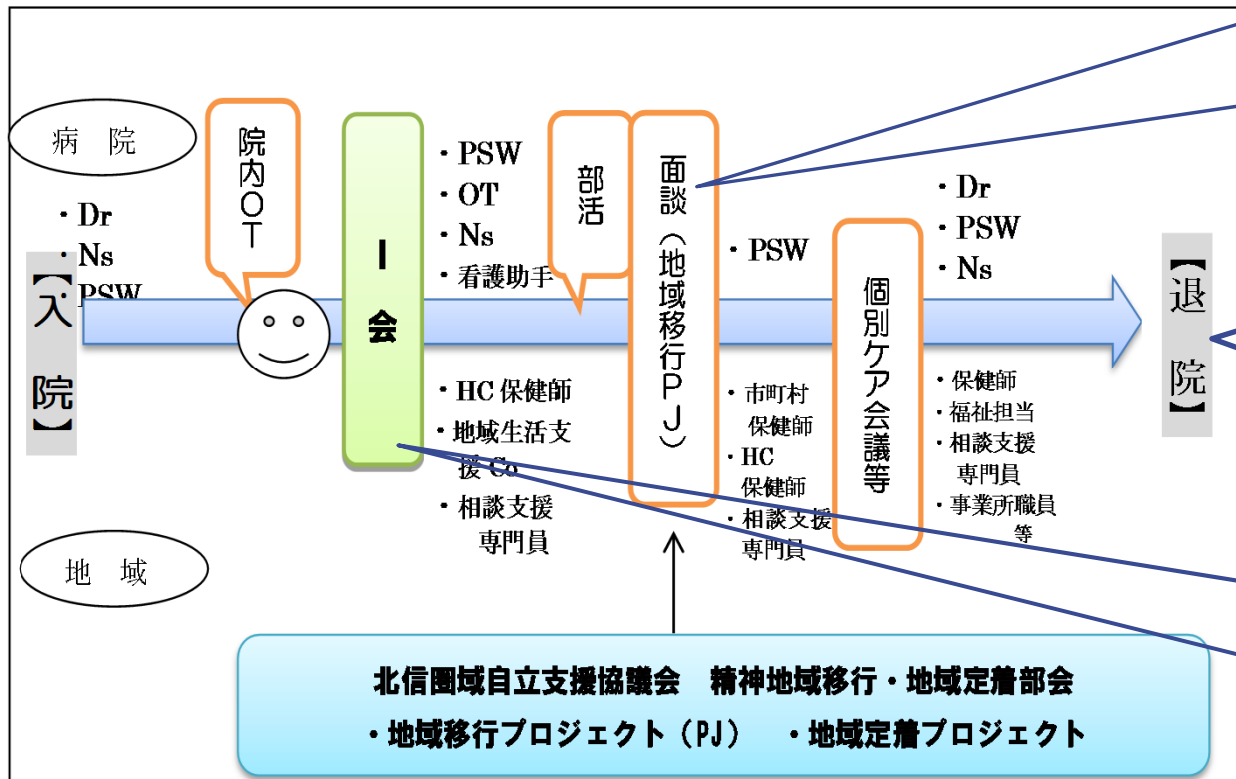 病　院
・Dr
・Ns
・PSW
【入　院】
院内OT
I 会
・PSW
・OT
・Ns
・看護助手
・HC 保健師
・地域生活支
援 Co
・相談支援
専門員
部活
面談（地域移行PJ）
・PSW
・市町村
保健師
・HC
保健師
・相談支援
専門員
個別ケア会議等
・Dr
・PSW
・Ns
・保健師
・福祉担当
・相談支援
専門員
・事業所職員
等
【退　院】
地　域
北信圏域自立支援協議会　精神地域移行・地域定着部会
・地域移行プロジェクト（PJ）　・地域定着プロジェクト